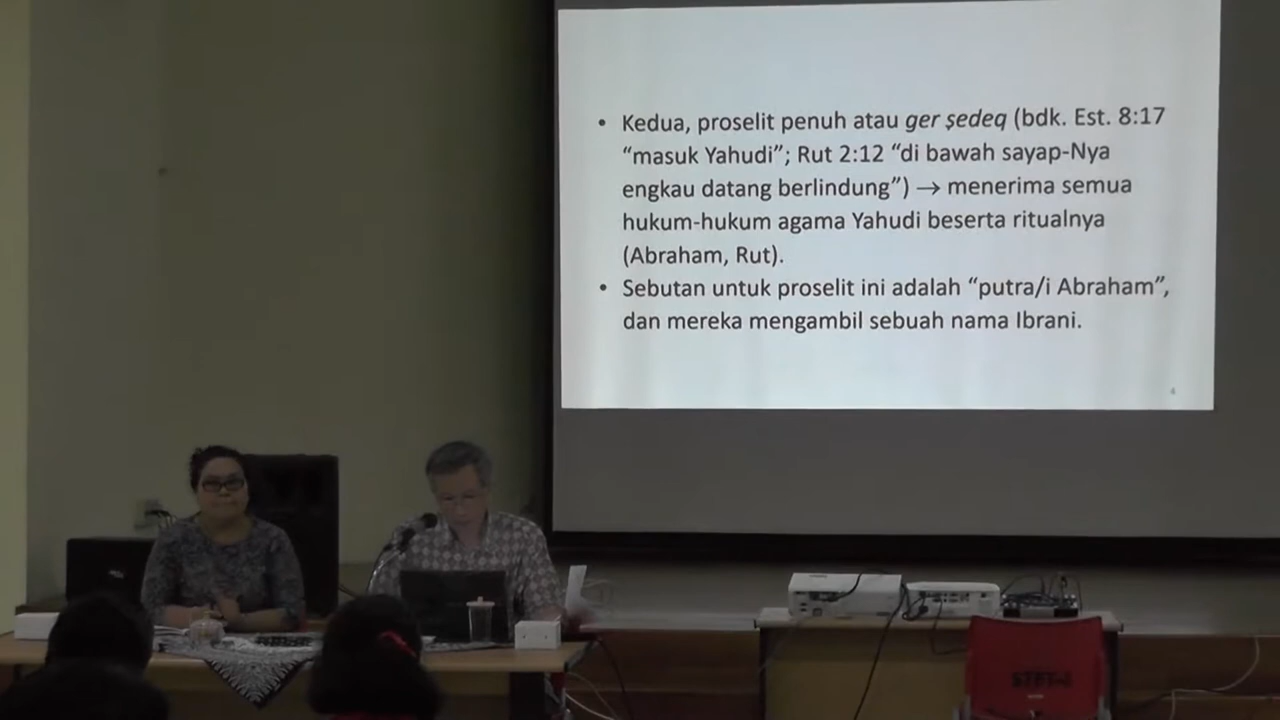 • Kedua, proselit penuh atau ger ṣedeq (bdk. Est. 8:17
“masuk Yahudi”; Rut 2:12 “di bawah sayap-Nya
engkau datang berlindung”) → menerima semua
hukum-hukum agama Yahudi beserta ritualnya
(Abraham, Rut).
• Sebutan untuk proselit ini adalah “putra/i Abraham”,
dan mereka mengambil sebuah nama Ibrani.
4